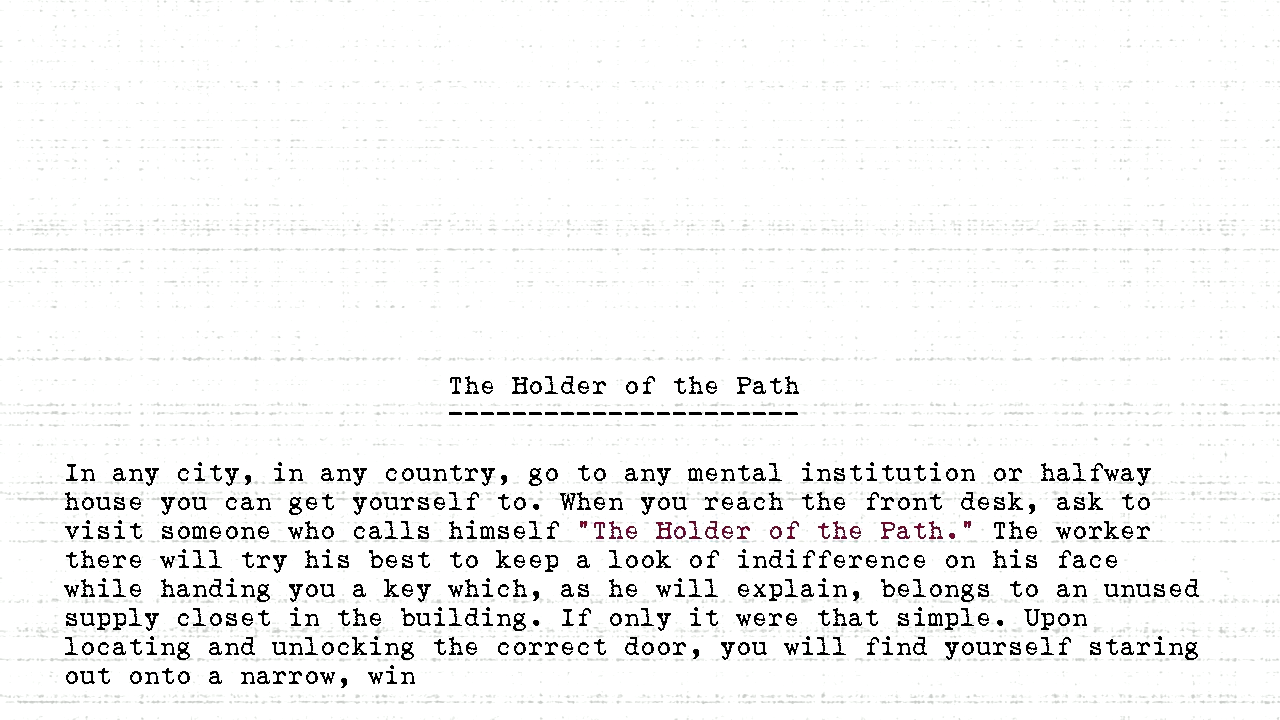 The Holder of the Path
----------------------
In any city, in any country, go to any mental institution or halfway
house you can get yourself to. When you reach the front desk, ask to
visit someone who calls himself "The Holder of the Path." The worker
there will try his best to keep a look of indifference on his face
while handing you a key which, as he will explain, belongs to an unused
supply closet in the building. If only it were that simple. Upon
locating and unlocking the correct door, you will find yourself staring
out onto a narrow, win